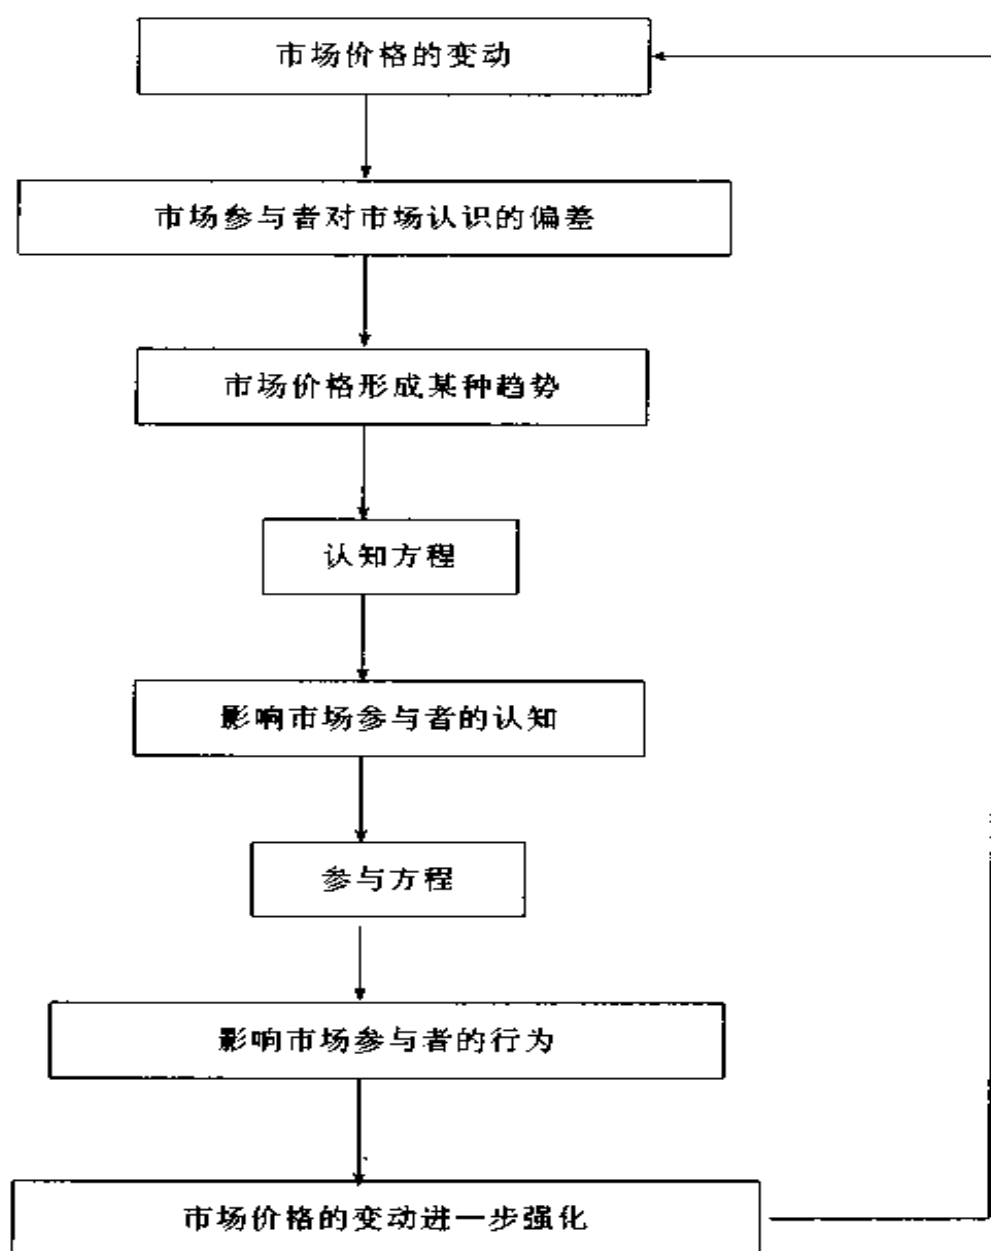 市场价格的变动
市场参与者对市场认识的偏差
市场价格形成某种趋势
认知方程
影响市场参与者的认知
参与方程
影响市场参与者的行为
市场价格的变动进一步强化